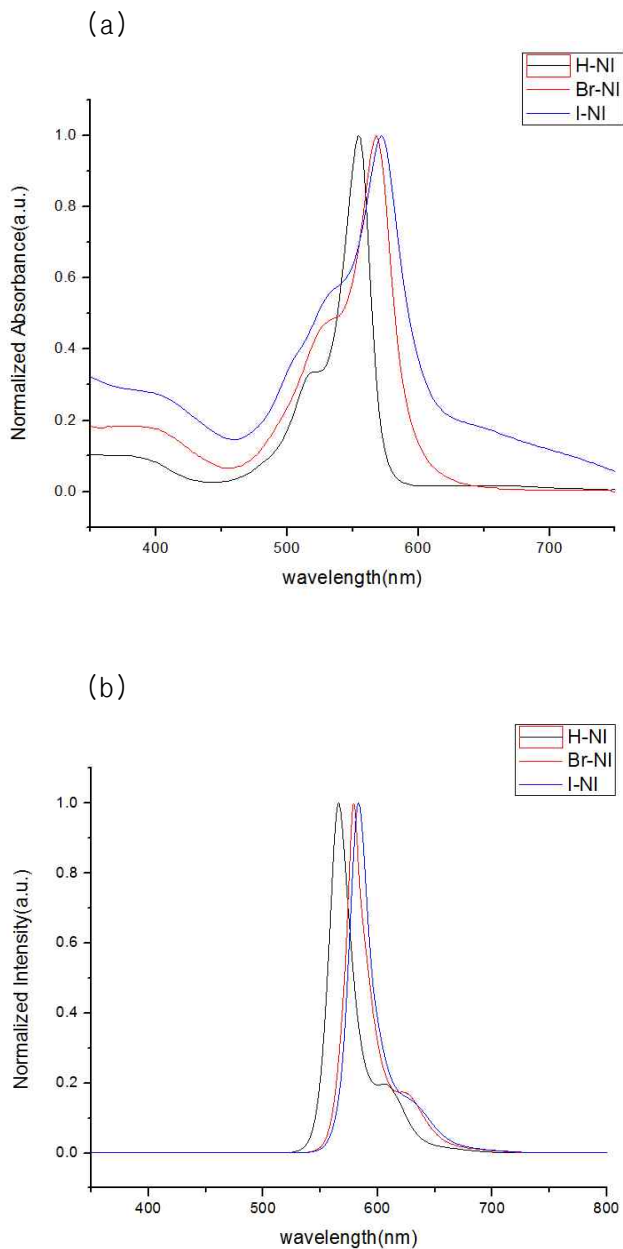 (a)
H-NI
Br-NI
I-NI
1.0
0.8
0.6
0.4
0.2
0.0
Normalized Absorbance(a.u.)
400
500
600
700
wavelength(nm)
(b)
H-NI
Br-NI
I-NI
1.0
0.8
0.6
0.4
0.2
0.0
Normalized Intensity(a.u.)
400
500
600
700
800
wavelength(nm)